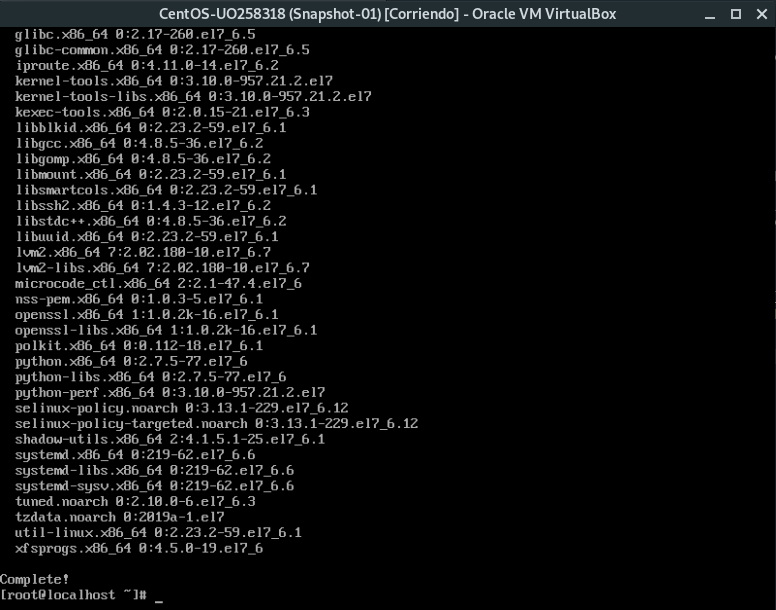 CentOS-UO258318 (Snapshot-01) [Corriendo] - Oracle VM VirtualBox
glibc.x86_64 0:2.17-260.el7_6.5
glibc-common.x86_64 0:2.17-260.el7_6.5
iproute.x86_64 0:4.11.0-14.el7_6.2
kernel-tools.x86_64 0:3.10.0-957.21.2.el7
kernel-tools-libs.x86_64 0:3.10.0-957.21.2.el7
kexec-tools.x86_64 0:2.0.15-21.el7_6.3
libblkid.x86_64 0:2.23.2-59.el7_6.1
libgcc.x86_64 0:4.8.5-36.el7_6.2
libgomp.x86_64 0:4.8.5-36.el7_6.2
libmount.x86_64 0:2.23.2-59.el7_6.1
libsmartcols.x86_64 0:2.23.2-59.el7_6.1
libssh2.x86_64 0:1.4.3-12.el7_6.2
libstdc++.x86_64 0:4.8.5-36.el7_6.2
libuuid.x86_64 0:2.23.2-59.el7_6.1
lvm2.x86_64 7:2.02.180-10.el7_6.7
lvm2-libs.x86_64 7:2.02.180-10.el7_6.7
microcode_ctl.x86_64 2:2.1-47.4.el7_6
nss-pem.x86_64 0:1.0.3-5.el7_6.1
openssl.x86_64 1:1.0.2k-16.el7_6.1
openssl-libs.x86_64 1:1.0.2k-16.el7_6.1
polkit.x86_64 0:0.112-18.el7_6.1
python.x86_64 0:2.7.5-77.el7_6
python-libs.x86_64 0:2.7.5-77.el7_6
python-perf.x86_64 0:3.10.0-957.21.2.el7
selinux-policy.noarch 0:3.13.1-229.el7_6.12
selinux-policy-targeted.noarch 0:3.13.1-229.el7_6.12
shadow-utils.x86_64 2:4.1.5.1-25.el7_6.1
systemd.x86_64 0:219-62.el7_6.6
systemd-libs.x86_64 0:219-62.el7_6.6
systemd-sysv.x86_64 0:219-62.el7_6.6
tuned.noarch 0:2.10.0-6.el7_6.3
tzdata.noarch 0:2019a-1.el7
util-linux.x86_64 0:2.23.2-59.el7_6.1
xfsprogs.x86_64 0:4.5.0-19.el7_6
Complete!
[root@localhost ~]# _